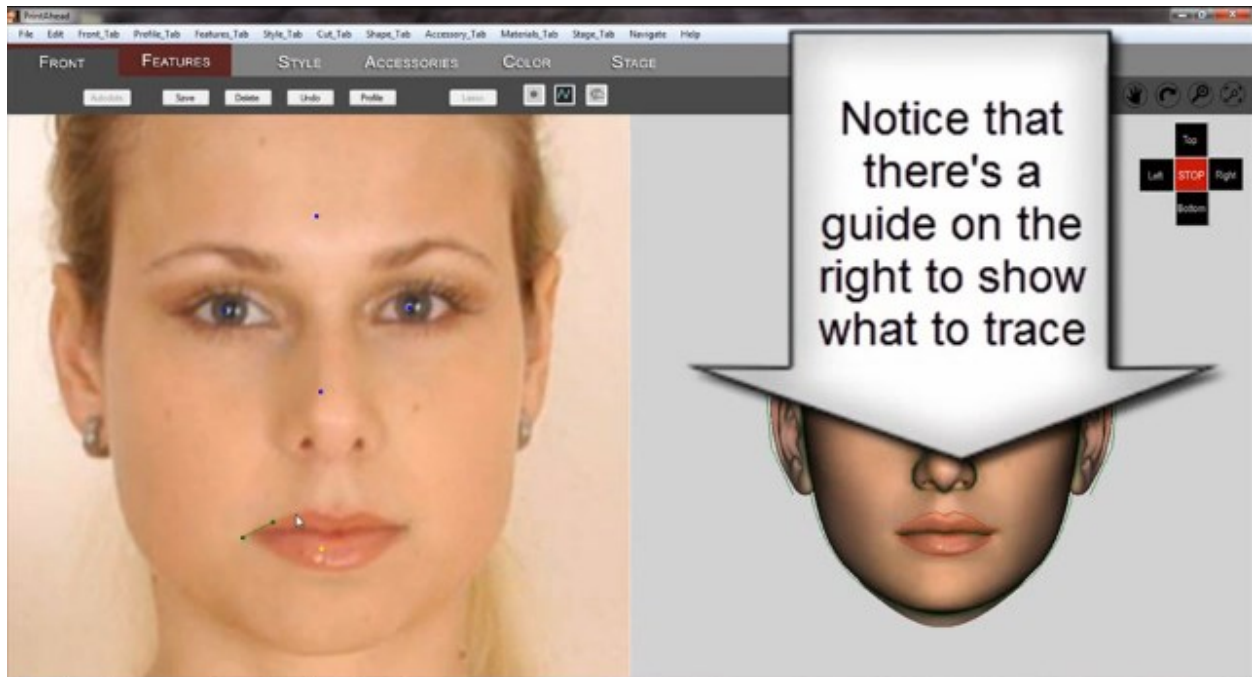 PrintAhead
File Edit Front_Tab Profile_Tab Features_Tab Style_Tab Cut_Tab Shape_Tab Accessory_Tab Materials_Tab Stage_Tab Navigate Help
FRONT FEATURES STYLE ACCESSORIES COLOR STAGE
Save Delete Undo Profile Lasso
Notice that
there's a
guide on the
right to show
what to trace
Top
Left STOP Right
Bottom